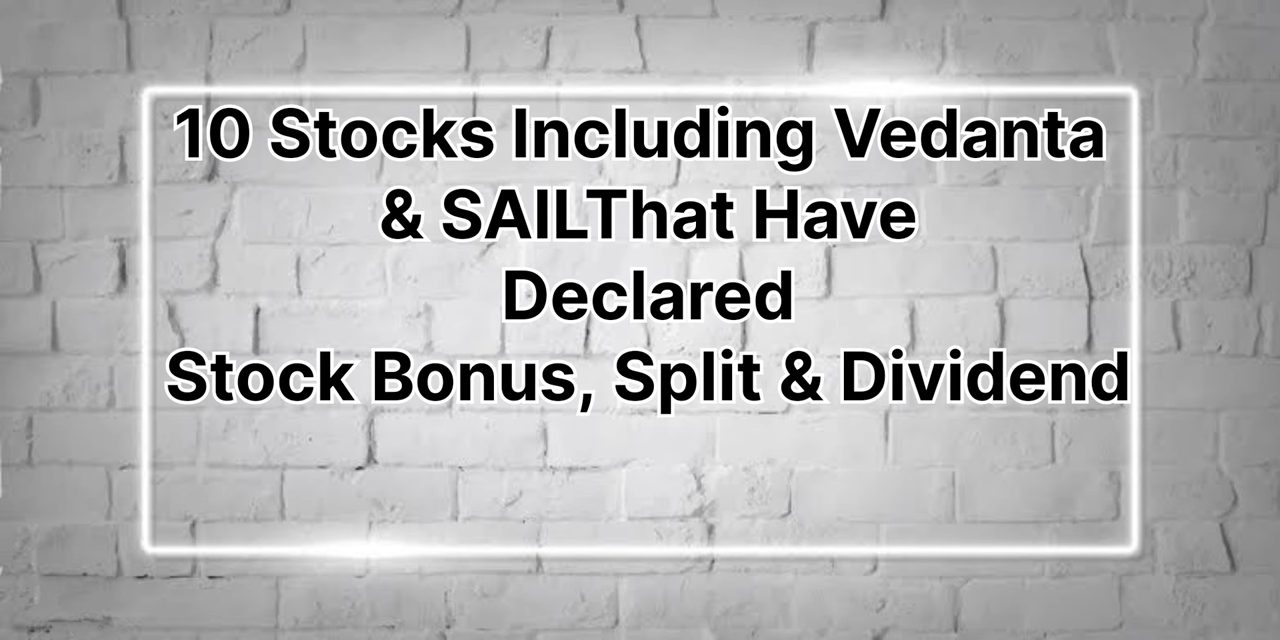 10 Stocks Including Vedanta
& SAILThat Have
Declared
Stock Bonus, Split & Dividend